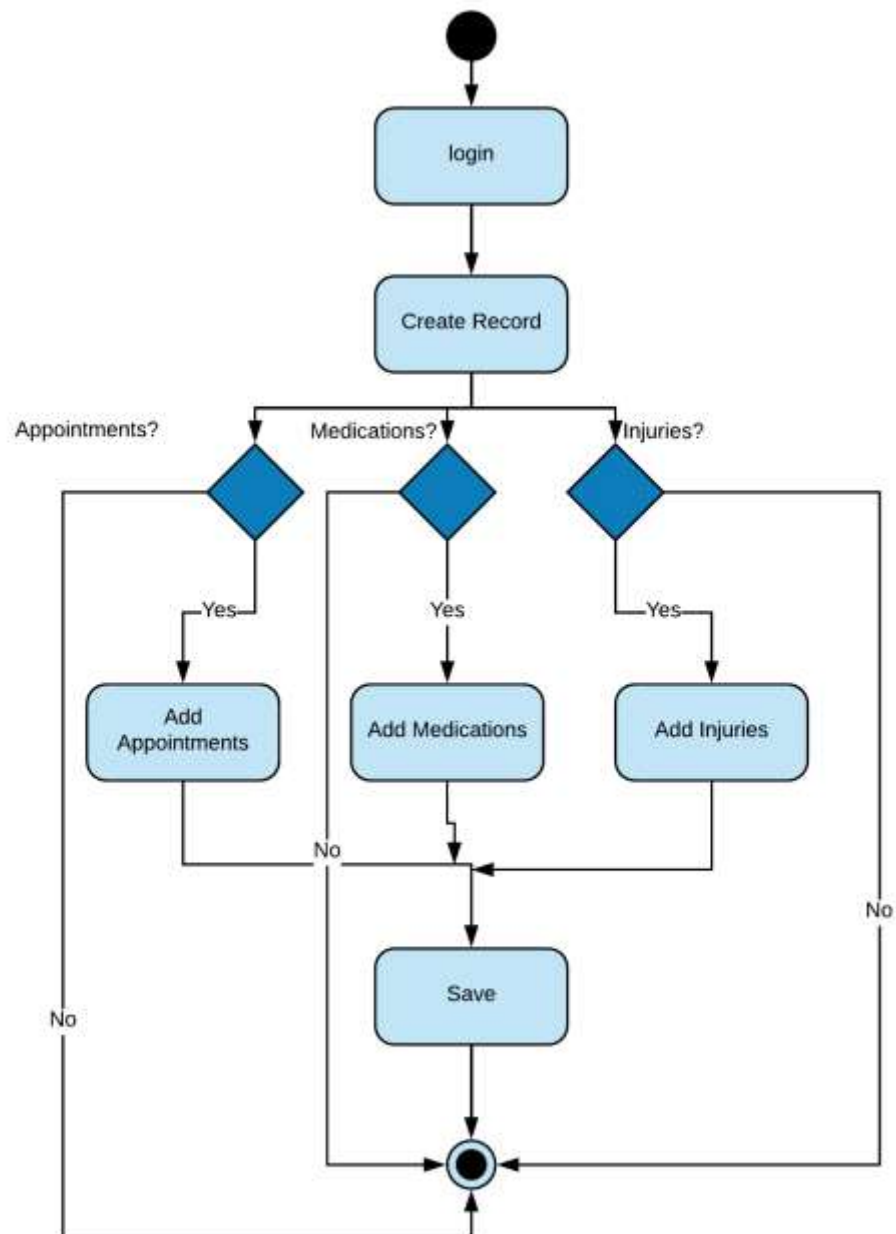 login
Create Record
Appointments?
Medications?
Injuries?
Yes
Yes
Yes
Add
Appointments
Add Medications
Add Injuries
No
No
Save
No